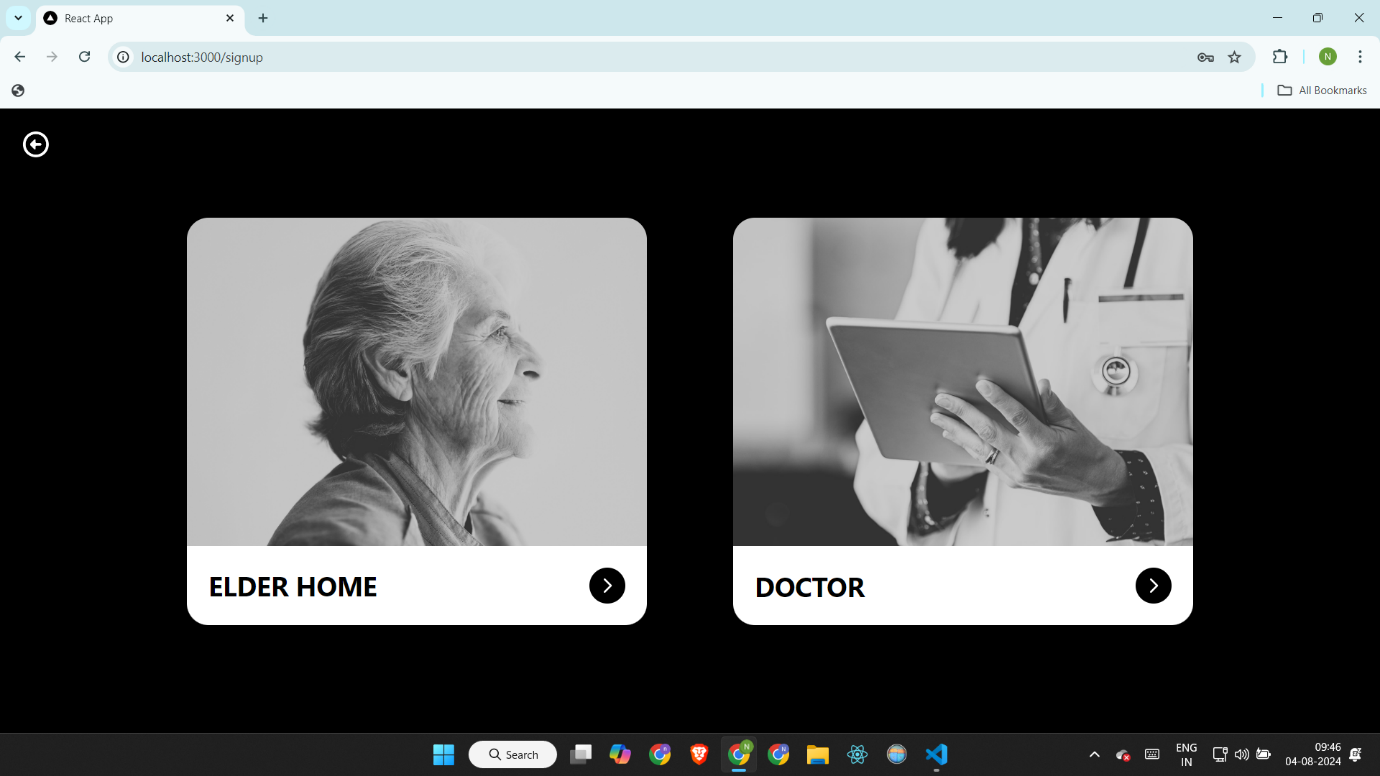 React App
localhost:3000/signup
N
All Bookmarks
ELDER HOME
DOCTOR
Search
ENG
IN
09:46
04-08-2024